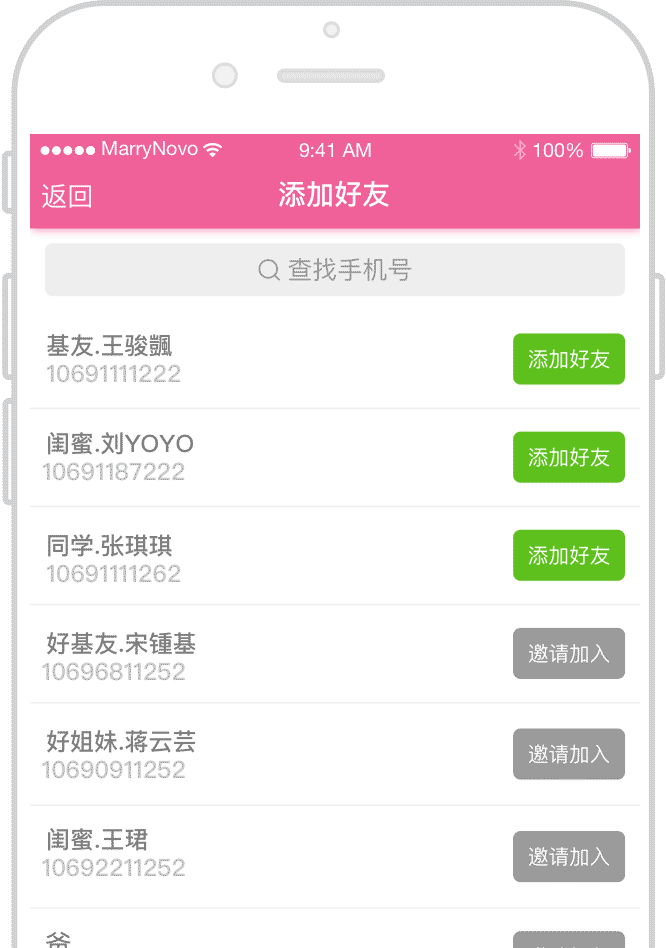 MarryNovo 9:41 AM 100%
返回 添加好友
查找手机号
基友.王骏飄
10691111222
添加好友
闺蜜.刘YOYO
10691187222
添加好友
同学.张琪琪
10691111262
添加好友
好基友.宋锺基
10696811252
邀请加入
好姐妹.蒋云芸
10690911252
邀请加入
闺蜜.王珺
10692211252
邀请加入